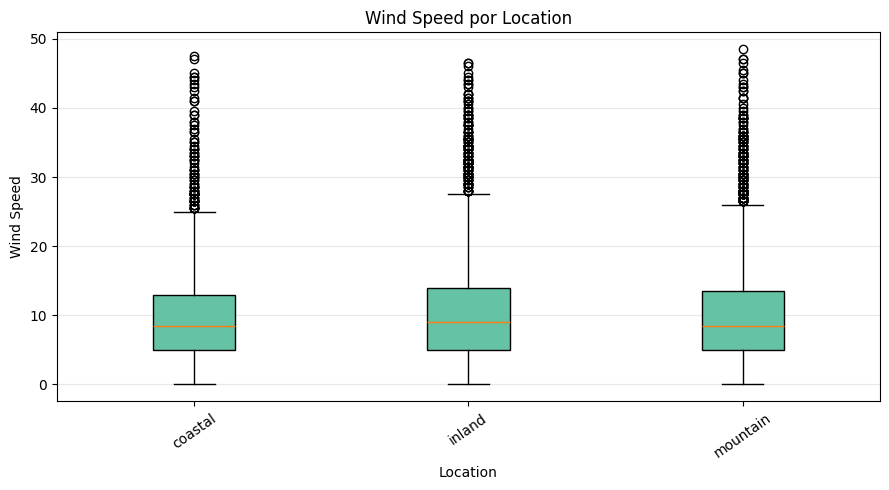 Wind Speed por Location
50
40
30
20
10
0
Wind Speed
coastal
inland
mountain
Location